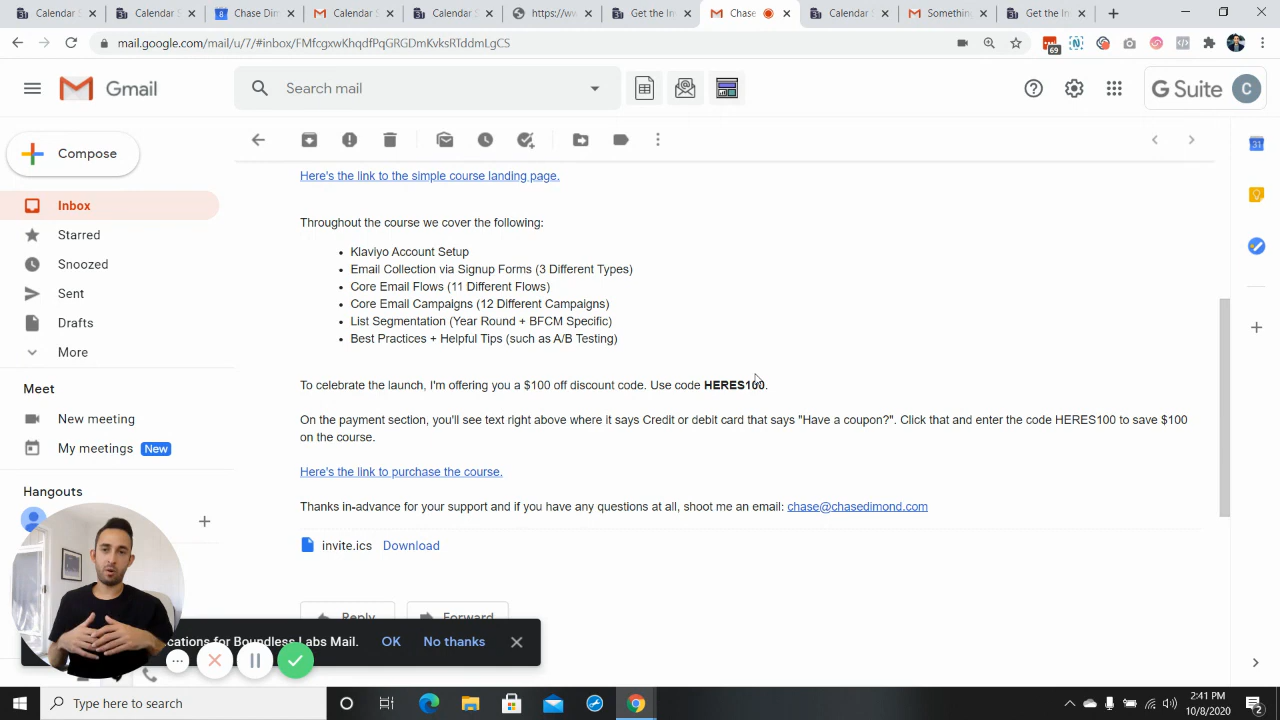 Calendar S
Calendar S
Chase Dim
Calendar S
Calendar S
https://ww
Get the In
Chase
Calendar S
Something
Get the In
mail.google.com/mail/u/7/#inbox/FMfcgxwKhqdfPqGRGDmKvksRTddmLgCS
69
Gmail
Search mail
G Suite
C
Compose
Inbox
Starred
Snoozed
Sent
Drafts
More
Meet
New meeting
My meetings New
Hangouts
Here's the link to the simple course landing page.
Throughout the course we cover the following:
• Klaviyo Account Setup
• Email Collection via Signup Forms (3 Different Types)
• Core Email Flows (11 Different Flows)
• Core Email Campaigns (12 Different Campaigns)
• List Segmentation (Year Round + BFCM Specific)
• Best Practices + Helpful Tips (such as A/B Testing)
To celebrate the launch, I'm offering you a $100 off discount code. Use code HERES100.
On the payment section, you'll see text right above where it says Credit or debit card that says "Have a coupon?". Click that and enter the code HERES100 to save $100
on the course.
Here's the link to purchase the course.
Thanks in-advance for your support and if you have any questions at all, shoot me an email: chase@chasedimond.com
invite.ics Download
Reply Forward
cations for Boundless Labs Mail. OK No thanks
Type here to search
2:41 PM
10/8/2020
2